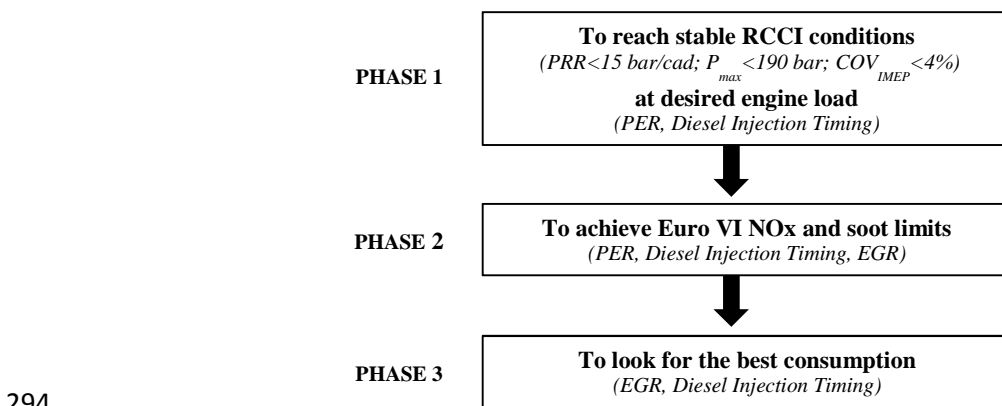 PHASE 1
To reach stable RCCI conditions
(PRR<15 bar/cad; Pmax<190 bar; COVIMEP<4%)
at desired engine load
(PER, Diesel Injection Timing)
PHASE 2
To achieve Euro VI NOx and soot limits
(PER, Diesel Injection Timing, EGR)
PHASE 3
To look for the best consumption
(EGR, Diesel Injection Timing)
294